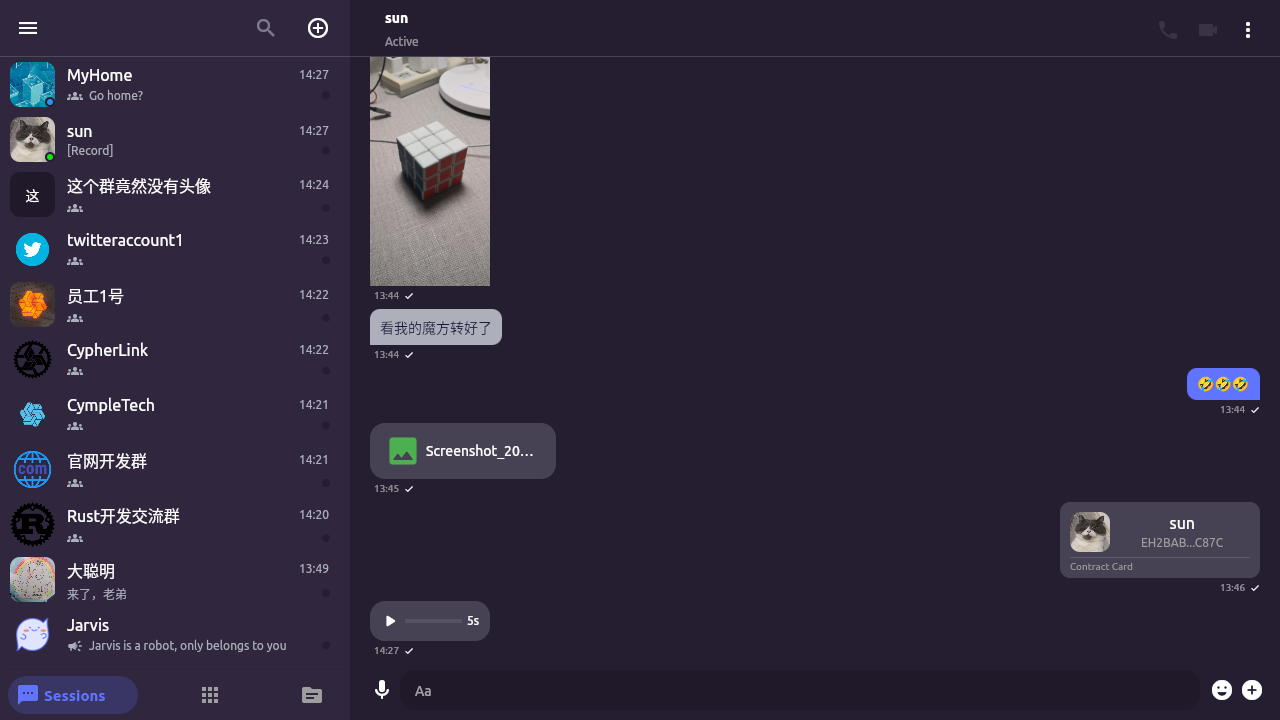 MyHome 14:27
Go home?
sun 14:27
[Record]
这
这个群竟然没有头像 14:24
twitteraccount1 14:23
员工1号 14:22
CypherLink 14:22
CympleTech 14:21
com
官网开发群 14:21
R
Rust开发交流群 14:20
大聪明 13:49
来了，老弟
Jarvis
Jarvis is a robot, only belongs to you
Sessions
sun
Active
13:44
看我的魔方转好了
13:44
🤣🤣🤣
13:44
Screenshot_20...
13:45
sun
EH2BAB...C87C
Contract Card
13:46
5s
14:27
Aa